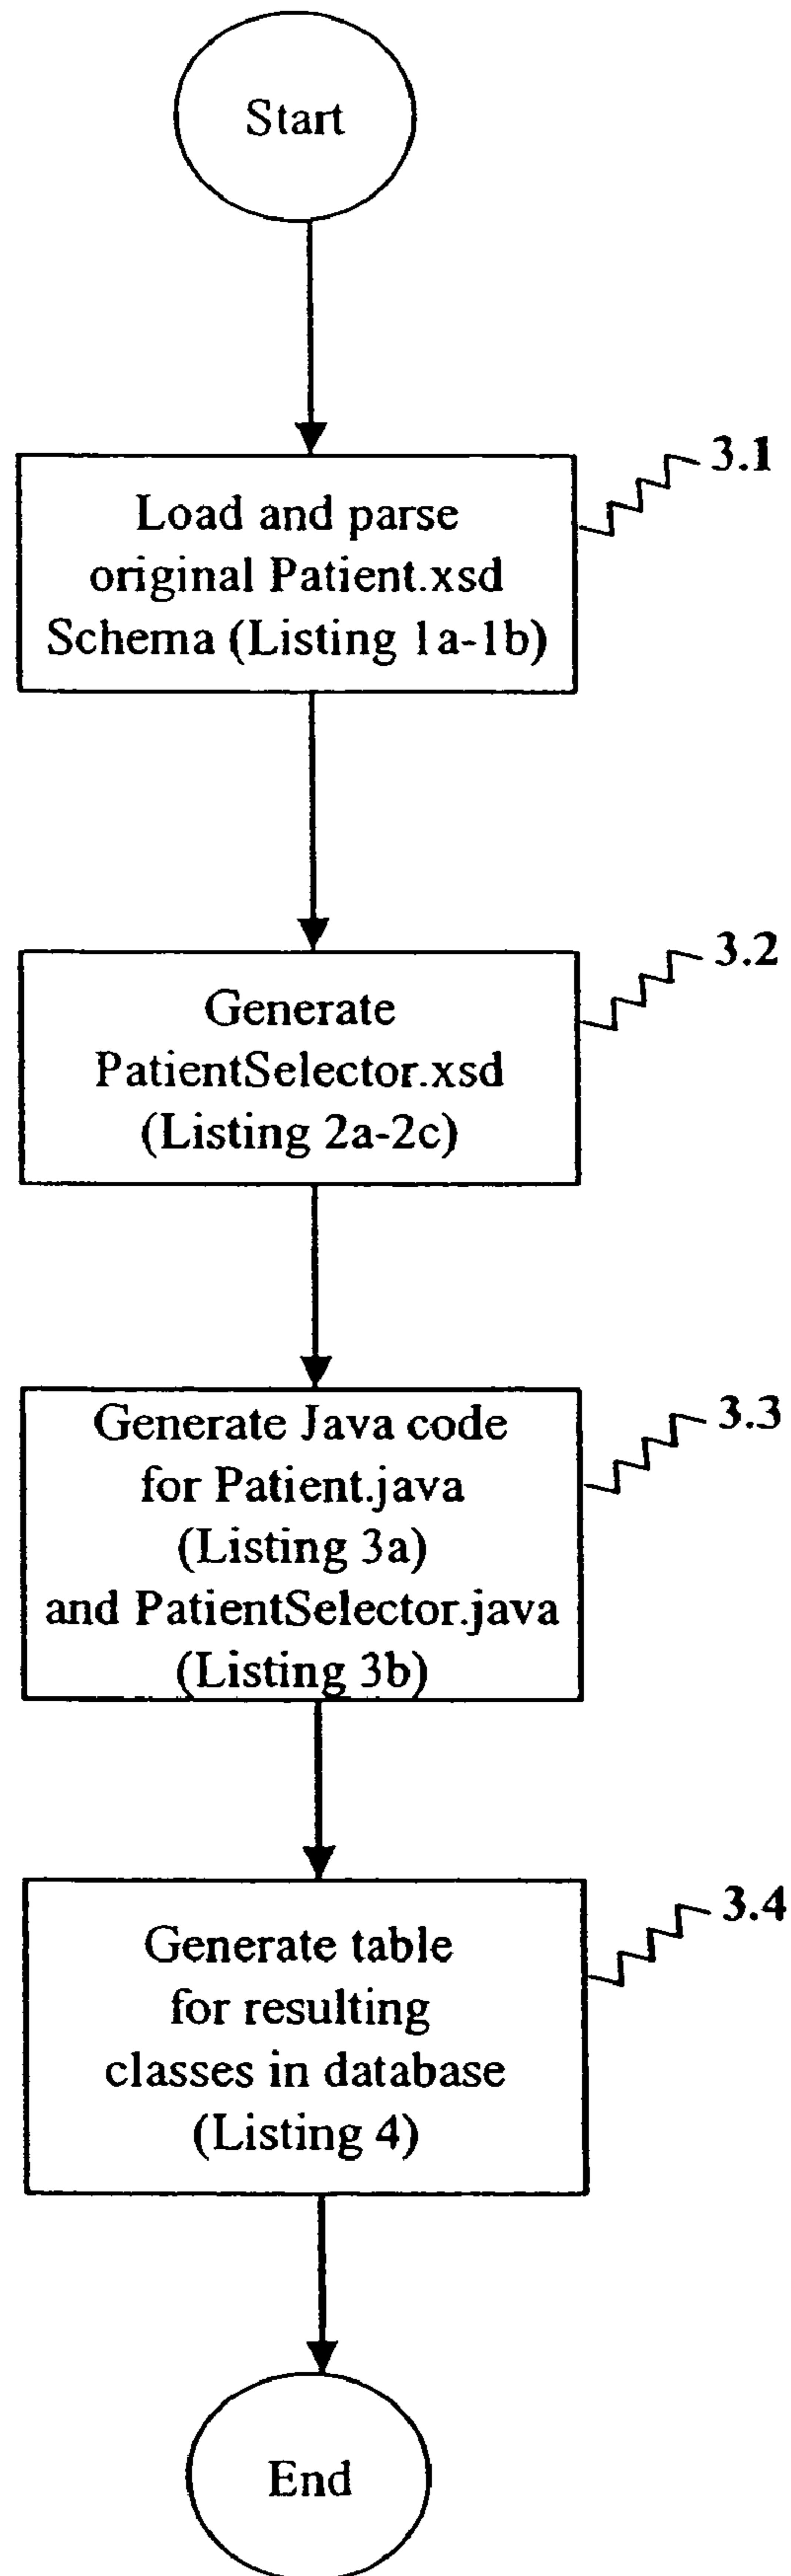 Start
3.1
Load and parse
original Patient.xsd
Schema (Listing 1a-1b)
3.2
Generate
PatientSelector.xsd
(Listing 2a-2c)
3.3
Generate Java code
for Patient.java
(Listing 3a)
and PatientSelector.java
(Listing 3b)
3.4
Generate table
for resulting
classes in database
(Listing 4)
End